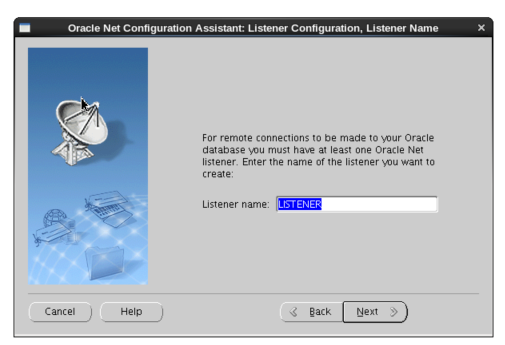 Oracle Net Configuration Assistant: Listener Configuration, Listener Name
For remote connections to be made to your Oracle
database you must have at least one Oracle Net
listener. Enter the name of the listener you want to
create:
Listener name: LISTENER
Cancel Help Back Next